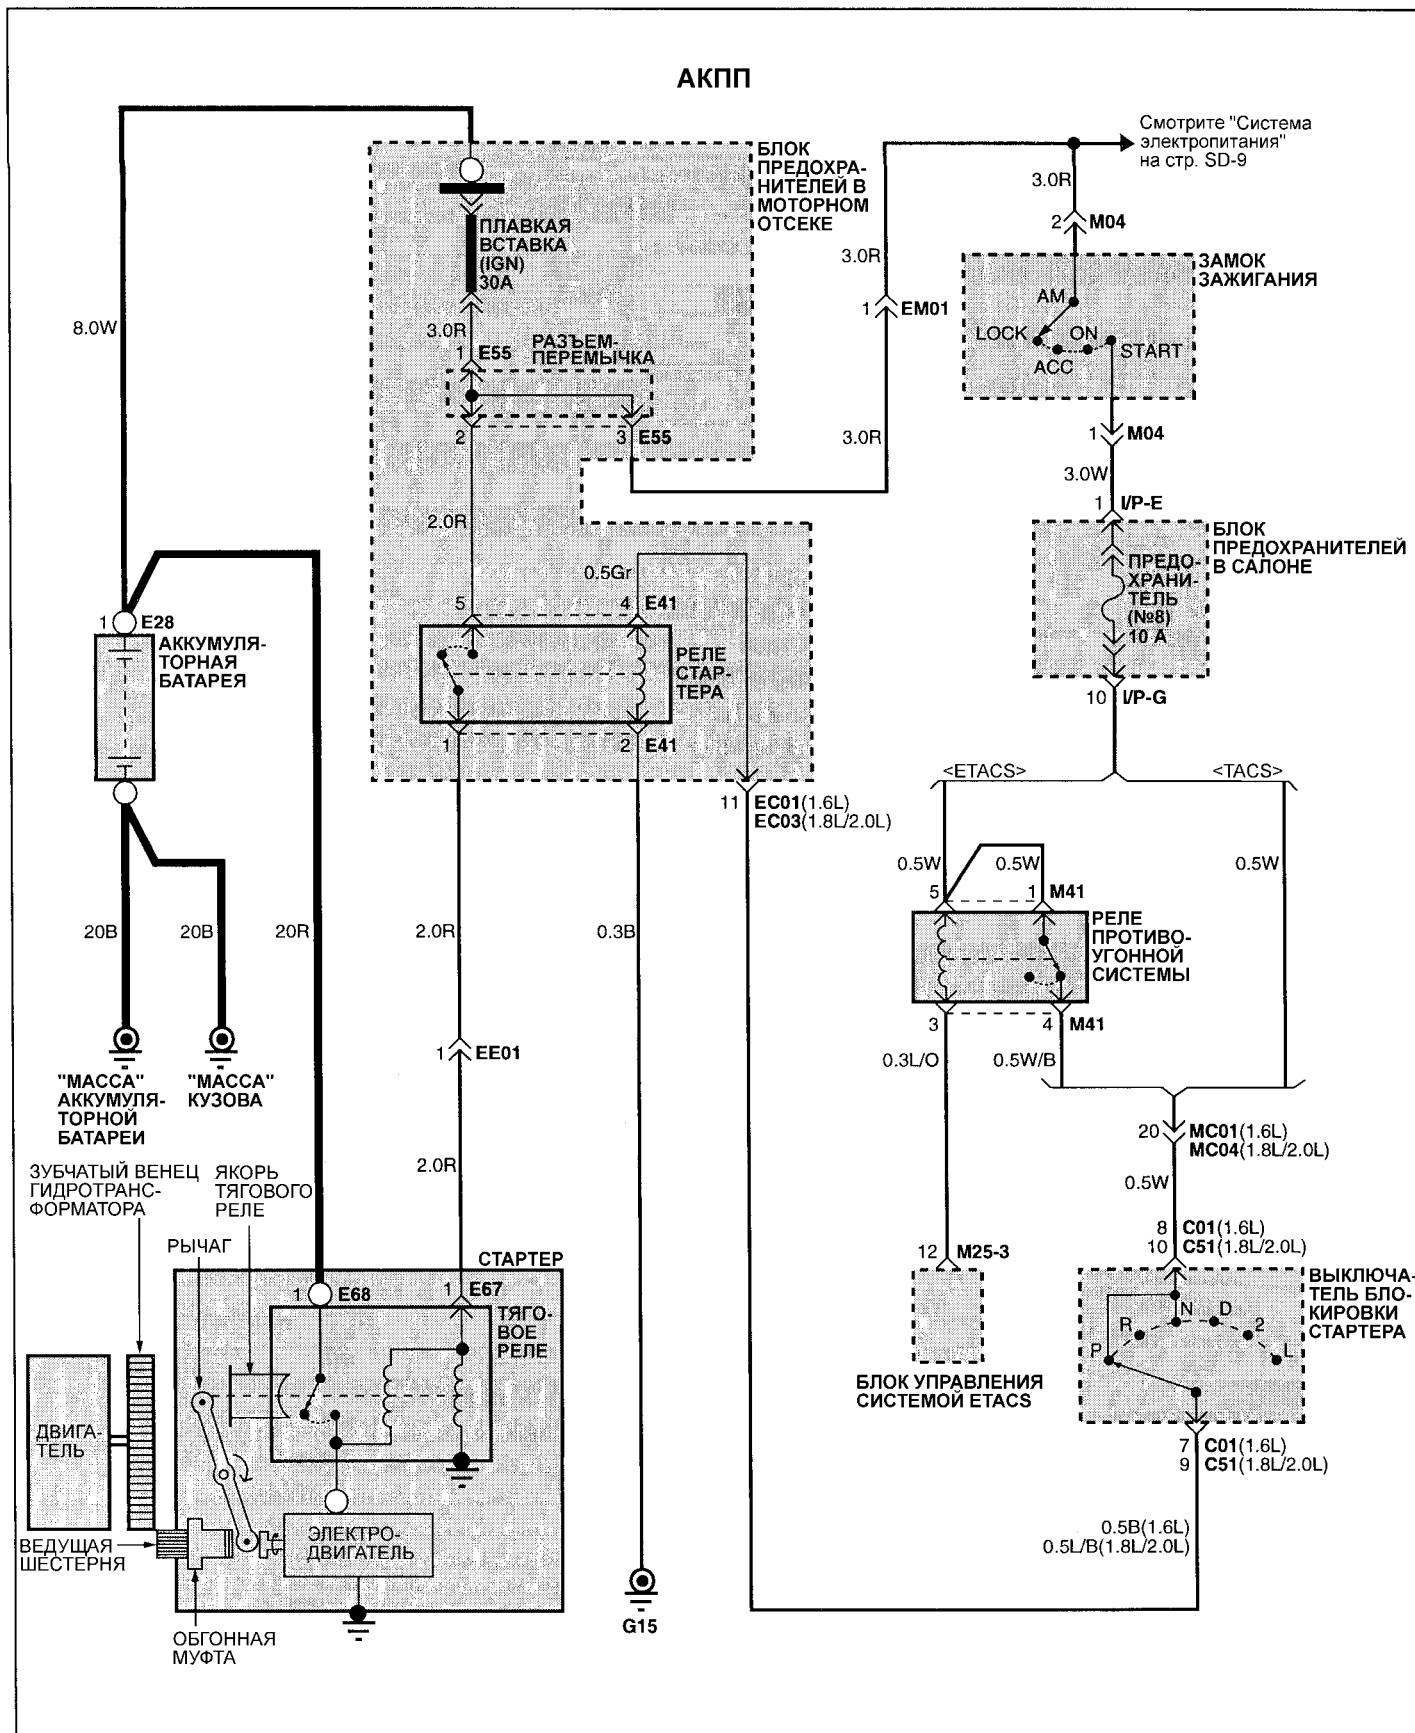 АКПП
Смотрите "Система
электропитания"
на стр. SD-9
БЛОК
ПРЕДОХРА-
НИТЕЛЕЙ В
МОТОРНОМ
ОТСЕКЕ
ПЛАВКАЯ
ВСТАВКА
(IGN)
30А
3.0R
1 E55
РАЗЪЕМ-
ПЕРЕМЫЧКА
2
3 E55
8.0W
3.0R
1 EM01
3.0R
3.0R
2 M04
ЗАМОК
ЗАЖИГАНИЯ
AM
LOCK
ON
ACC
START
1 M04
3.0W
1 I/P-E
БЛОК
ПРЕДОХРАНИТЕЛЕЙ
В САЛОНЕ
ПРЕДО-
ХРАНИ-
ТЕЛЬ
(№8)
10 А
10 I/P-G
2.0R
0.5Gr
5
4 E41
РЕЛЕ
СТАР-
ТЕРА
1
2 E41
1 E28
АККУМУЛЯ-
ТОРНАЯ
БАТАРЕЯ
11 EC01(1.6L)
EC03(1.8L/2.0L)
<ETACS>
<TACS>
0.5W
0.5W
0.5W
5
1 M41
РЕЛЕ
ПРОТИВО-
УГОННОЙ
СИСТЕМЫ
3
4 M41
0.3L/O
0.5W/B
20B
20B
20R
2.0R
0.3B
1 EE01
2.0R
"МАССА"
АККУМУЛЯ-
ТОРНОЙ
БАТАРЕИ
"МАССА"
КУЗОВА
20 MC01(1.6L)
MC04(1.8L/2.0L)
0.5W
8 C01(1.6L)
10 C51(1.8L/2.0L)
12 M25-3
БЛОК УПРАВЛЕНИЯ
СИСТЕМОЙ ETACS
ВЫКЛЮЧА-
ТЕЛЬ БЛО-
КИРОВКИ
СТАРТЕРА
P
R
N
D
2
L
7 C01(1.6L)
9 C51(1.8L/2.0L)
0.5B(1.6L)
0.5L/B(1.8L/2.0L)
ЗУБЧАТЫЙ ВЕНЕЦ
ГИДРОТРАНС-
ФОРМАТОРА
ЯКОРЬ
ТЯГОВОГО
РЕЛЕ
РЫЧАГ
СТАРТЕР
1 E68
1 E67
ТЯГО-
ВОЕ
РЕЛЕ
ДВИГА-
ТЕЛЬ
ВЕДУЩАЯ
ШЕСТЕРНЯ
ЭЛЕКТРО-
ДВИГАТЕЛЬ
ОБГОННАЯ
МУФТА
G15